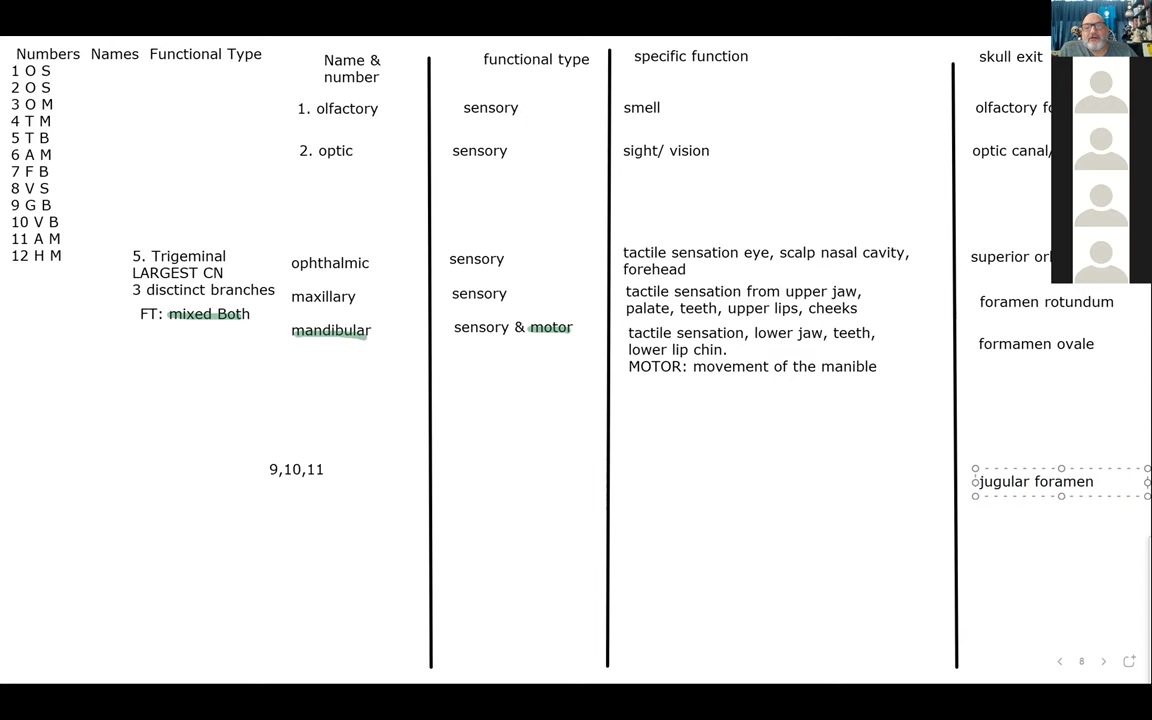 Numbers Names Functional Type
1 O S
2 O S
3 O M
4 T M
5 T B
6 A M
7 F B
8 V S
9 G B
10 V B
11 A M
12 H M
Name &
number
functional type
specific function
skull exit
1. olfactory
sensory
smell
olfactory
2. optic
sensory
sight/ vision
optic canal/
5. Trigeminal
LARGEST CN
3 disctinct branches
FT: mixed Both
ophthalmic
sensory
tactile sensation eye, scalp nasal cavity,
forehead
superior
maxillary
sensory
tactile sensation from upper jaw,
palate, teeth, upper lips, cheeks
foramen rotundum
mandibular
sensory & motor
tactile sensation, lower jaw, teeth,
lower lip chin.
MOTOR: movement of the manible
formamen ovale
9,10,11
jugular foramen
8